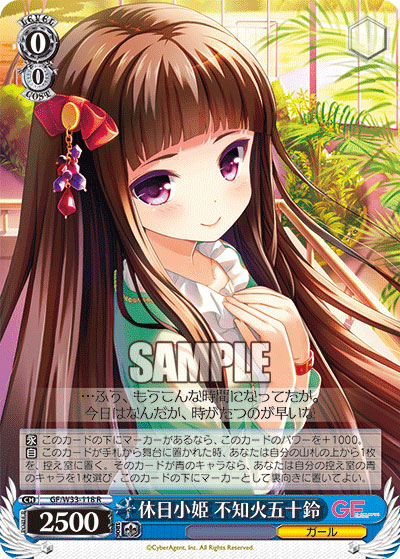 LEVEL
0
0
COST
SAMPLE
…ふう、もうこんな時間になってたか。
今日はなんだか、時がたつのが早いな
永 このカードの下にマーカーがあるなら、このカードのパワーを+1000。
自 このカードが手札から舞台に置かれた時、あなたは自分の山札の上から1枚
を、控え室に置く。そのカードが青のキャラなら、あなたは自分の控え室の青
のキャラを1枚選び、このカードの下にマーカーとして裏向きに置いてよい。
CH GF/W33-118 R
2500
休日小姫 不知火五十鈴
GF
ガール
©CyberAgent, Inc. All Rights Reserved.